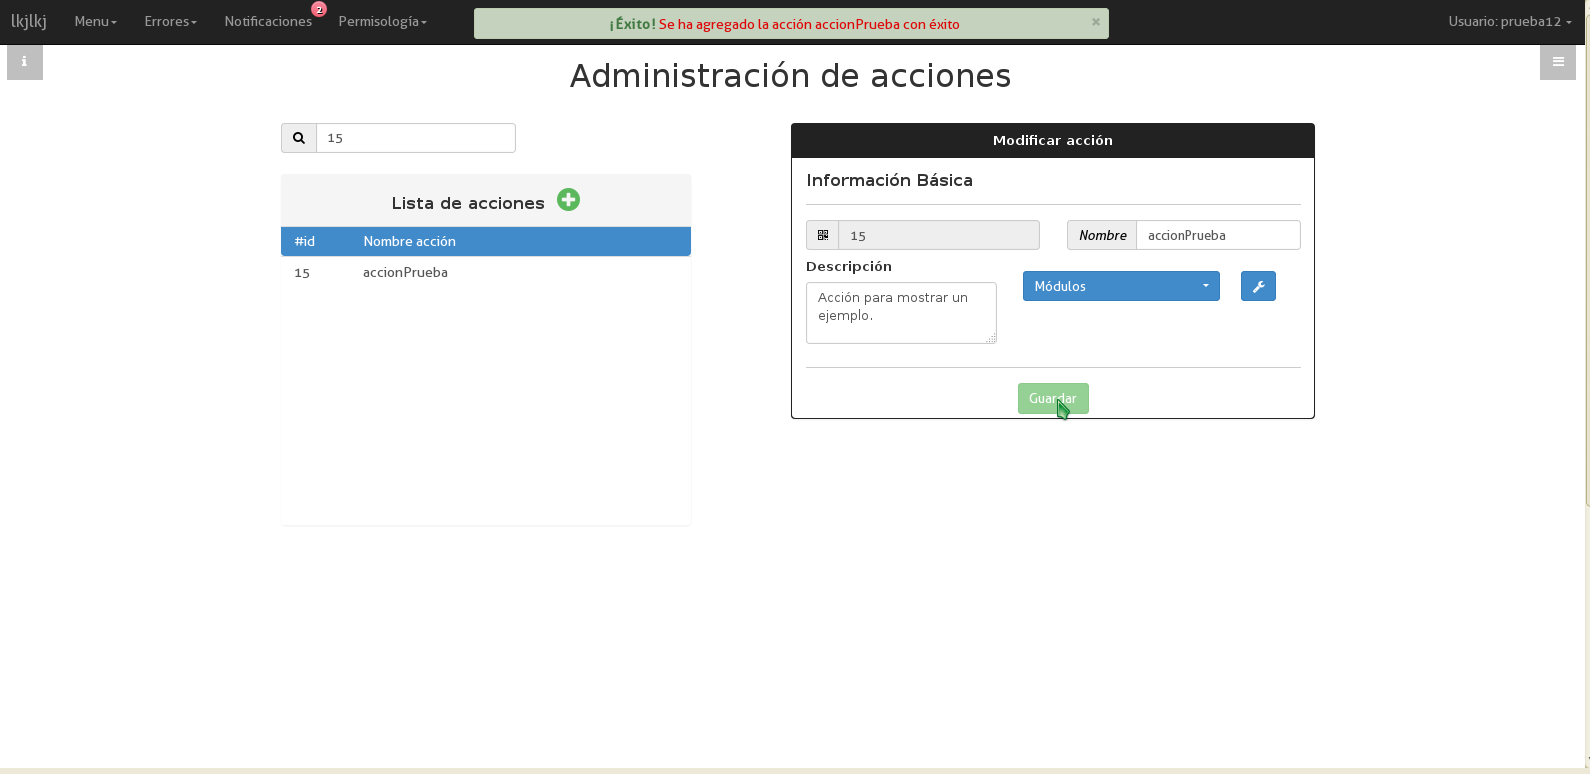 lkjlkj Menu Errores Notificaciones 2 Permisología ¡Éxito! Se ha agregado la acción accionPrueba con éxito × Usuario: prueba12
Administración de acciones
15
Lista de acciones
#id Nombre acción
15 accionPrueba
Modificar acción
Información Básica
15 Nombre accionPrueba
Descripción
Módulos
Acción para mostrar un
ejemplo.
Guardar